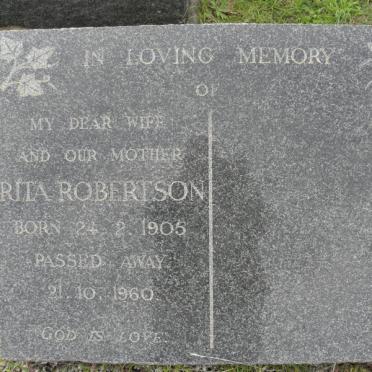 IN LOVING MEMORY
OF
MY DEAR WIFE
AND OUR MOTHER
RITA ROBERTSON
BORN 24. 2. 1905
PASSED AWAY
21. 10. 1960
GOD IS LOVE.